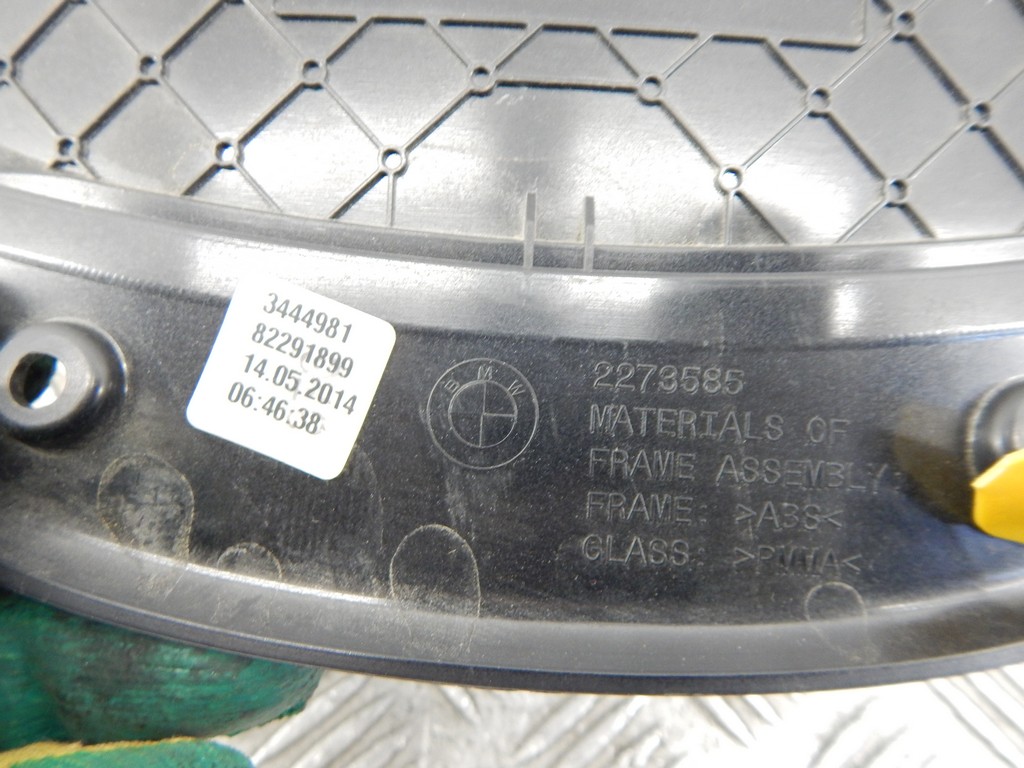 3444981
82291899
14.05.2014
06:46:38
BMW
2273585
MATERIALS OF
FRAME ASSEMBLY
FRAME: >ABS<
GLASS: >PMMA<